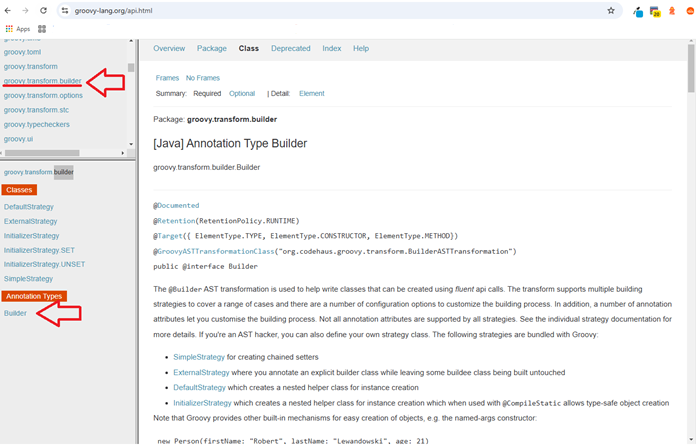 groovy-lang.org/api.html
20
Apps
groovy.toml
groovy.transform
groovy.transform.builder
groovy.transform.options
groovy.transform.stc
groovy.typecheckers
groovy.ui
groovy.transform.builder
Classes
DefaultStrategy
ExternalStrategy
InitializerStrategy
InitializerStrategy.SET
InitializerStrategy.UNSET
SimpleStrategy
Annotation Types
Builder
Overview Package Class Deprecated Index Help
Frames No Frames
Summary: Required Optional | Detail: Element
Package: groovy.transform.builder
[Java] Annotation Type Builder
groovy.transform.builder.Builder
@Documented
@Retention(RetentionPolicy.RUNTIME)
@Target({ ElementType.TYPE, ElementType.CONSTRUCTOR, ElementType.METHOD})
@GroovyASTTransformationClass("org.codehaus.groovy.transform.BuilderASTTransformation")
public @interface Builder
The @Builder AST transformation is used to help write classes that can be created using fluent api calls. The transform supports multiple building
strategies to cover a range of cases and there are a number of configuration options to customize the building process. In addition, a number of annotation
attributes let you customise the building process. Not all annotation attributes are supported by all strategies. See the individual strategy documentation for
more details. If you're an AST hacker, you can also define your own strategy class. The following strategies are bundled with Groovy:
• SimpleStrategy for creating chained setters
• ExternalStrategy where you annotate an explicit builder class while leaving some buildee class being built untouched
• DefaultStrategy which creates a nested helper class for instance creation
• InitializerStrategy which creates a nested helper class for instance creation which when used with @CompileStatic allows type-safe object creation
Note that Groovy provides other built-in mechanisms for easy creation of objects, e.g. the named-args constructor:
new Person(firstName: "Robert", lastName: "Lewandowski", age: 21)